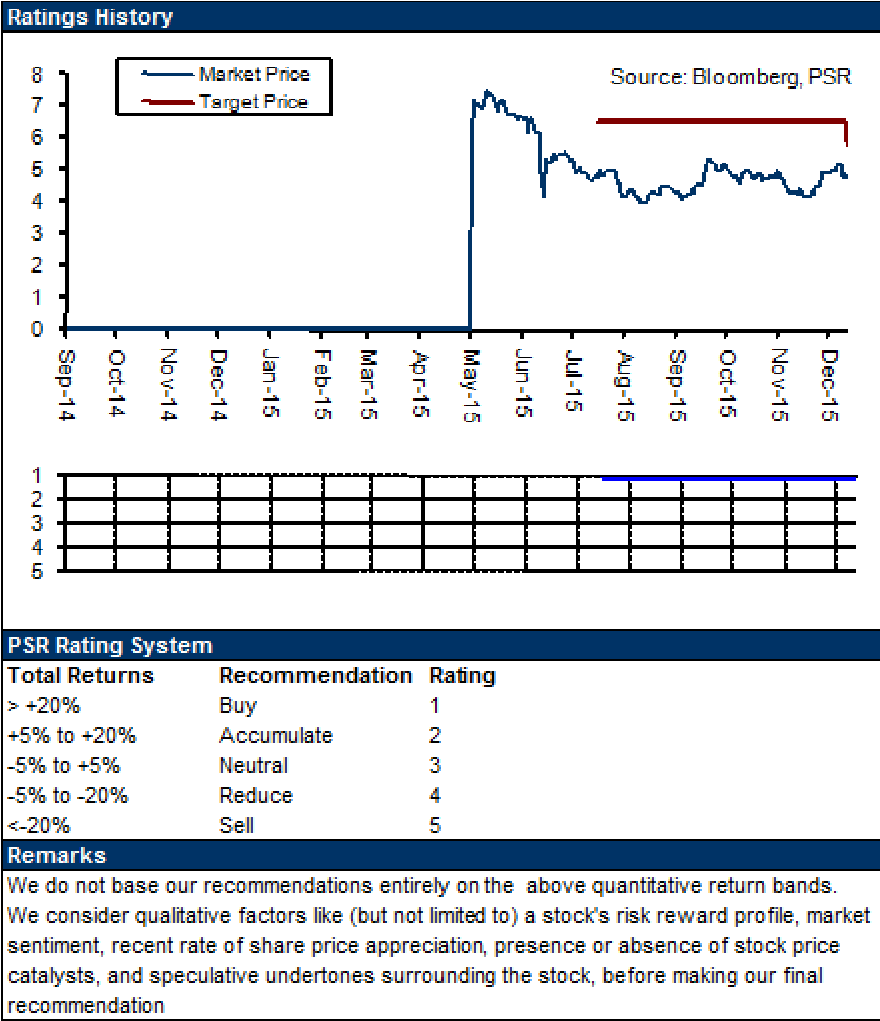 Ratings History
Source: Bloomberg, PSR
Market Price
Target Price
8
7
6
5
4
3
2
1
0
Sep-14
Oct-14
Nov-14
Dec-14
Jan-15
Feb-15
Mar-15
Apr-15
May-15
Jun-15
Jul-15
Aug-15
Sep-15
Oct-15
Nov-15
Dec-15
1
2
3
4
5
PSR Rating System
Total Returns Recommendation Rating
> +20% Buy 1
+5% to +20% Accumulate 2
-5% to +5% Neutral 3
-5% to -20% Reduce 4
<-20% Sell 5
Remarks
We do not base our recommendations entirely on the above quantitative return bands.
We consider qualitative factors like (but not limited to) a stock's risk reward profile, market
sentiment, recent rate of share price appreciation, presence or absence of stock price
catalysts, and speculative undertones surrounding the stock, before making our final
recommendation